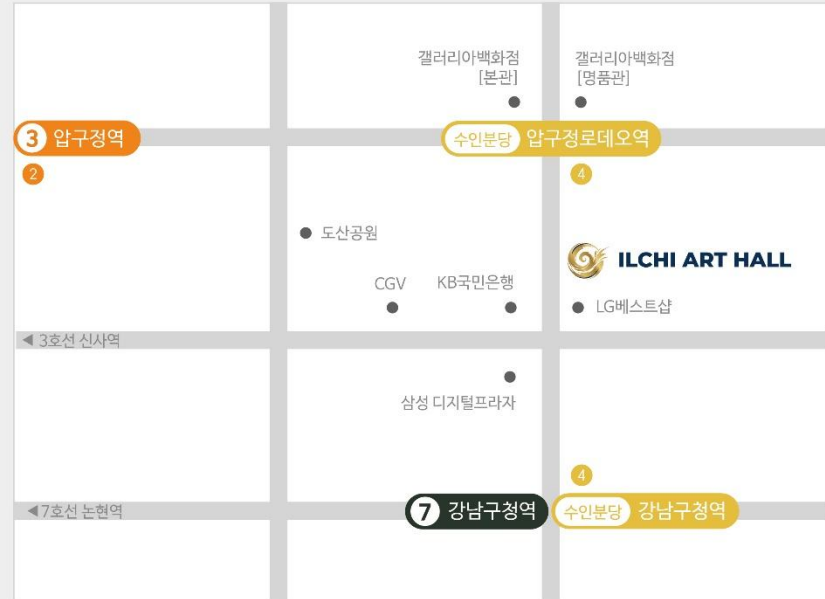 갤러리아백화점
[본관]
갤러리아백화점
[명품관]
3 압구정역
수인분당 압구정로데오역
2
4
도산공원
ILCHI ART HALL
CGV
KB국민은행
LG베스트샵
◀ 3호선 신사역
삼성 디지털프라자
4
◀7호선 논현역
7 강남구청역
수인분당 강남구청역